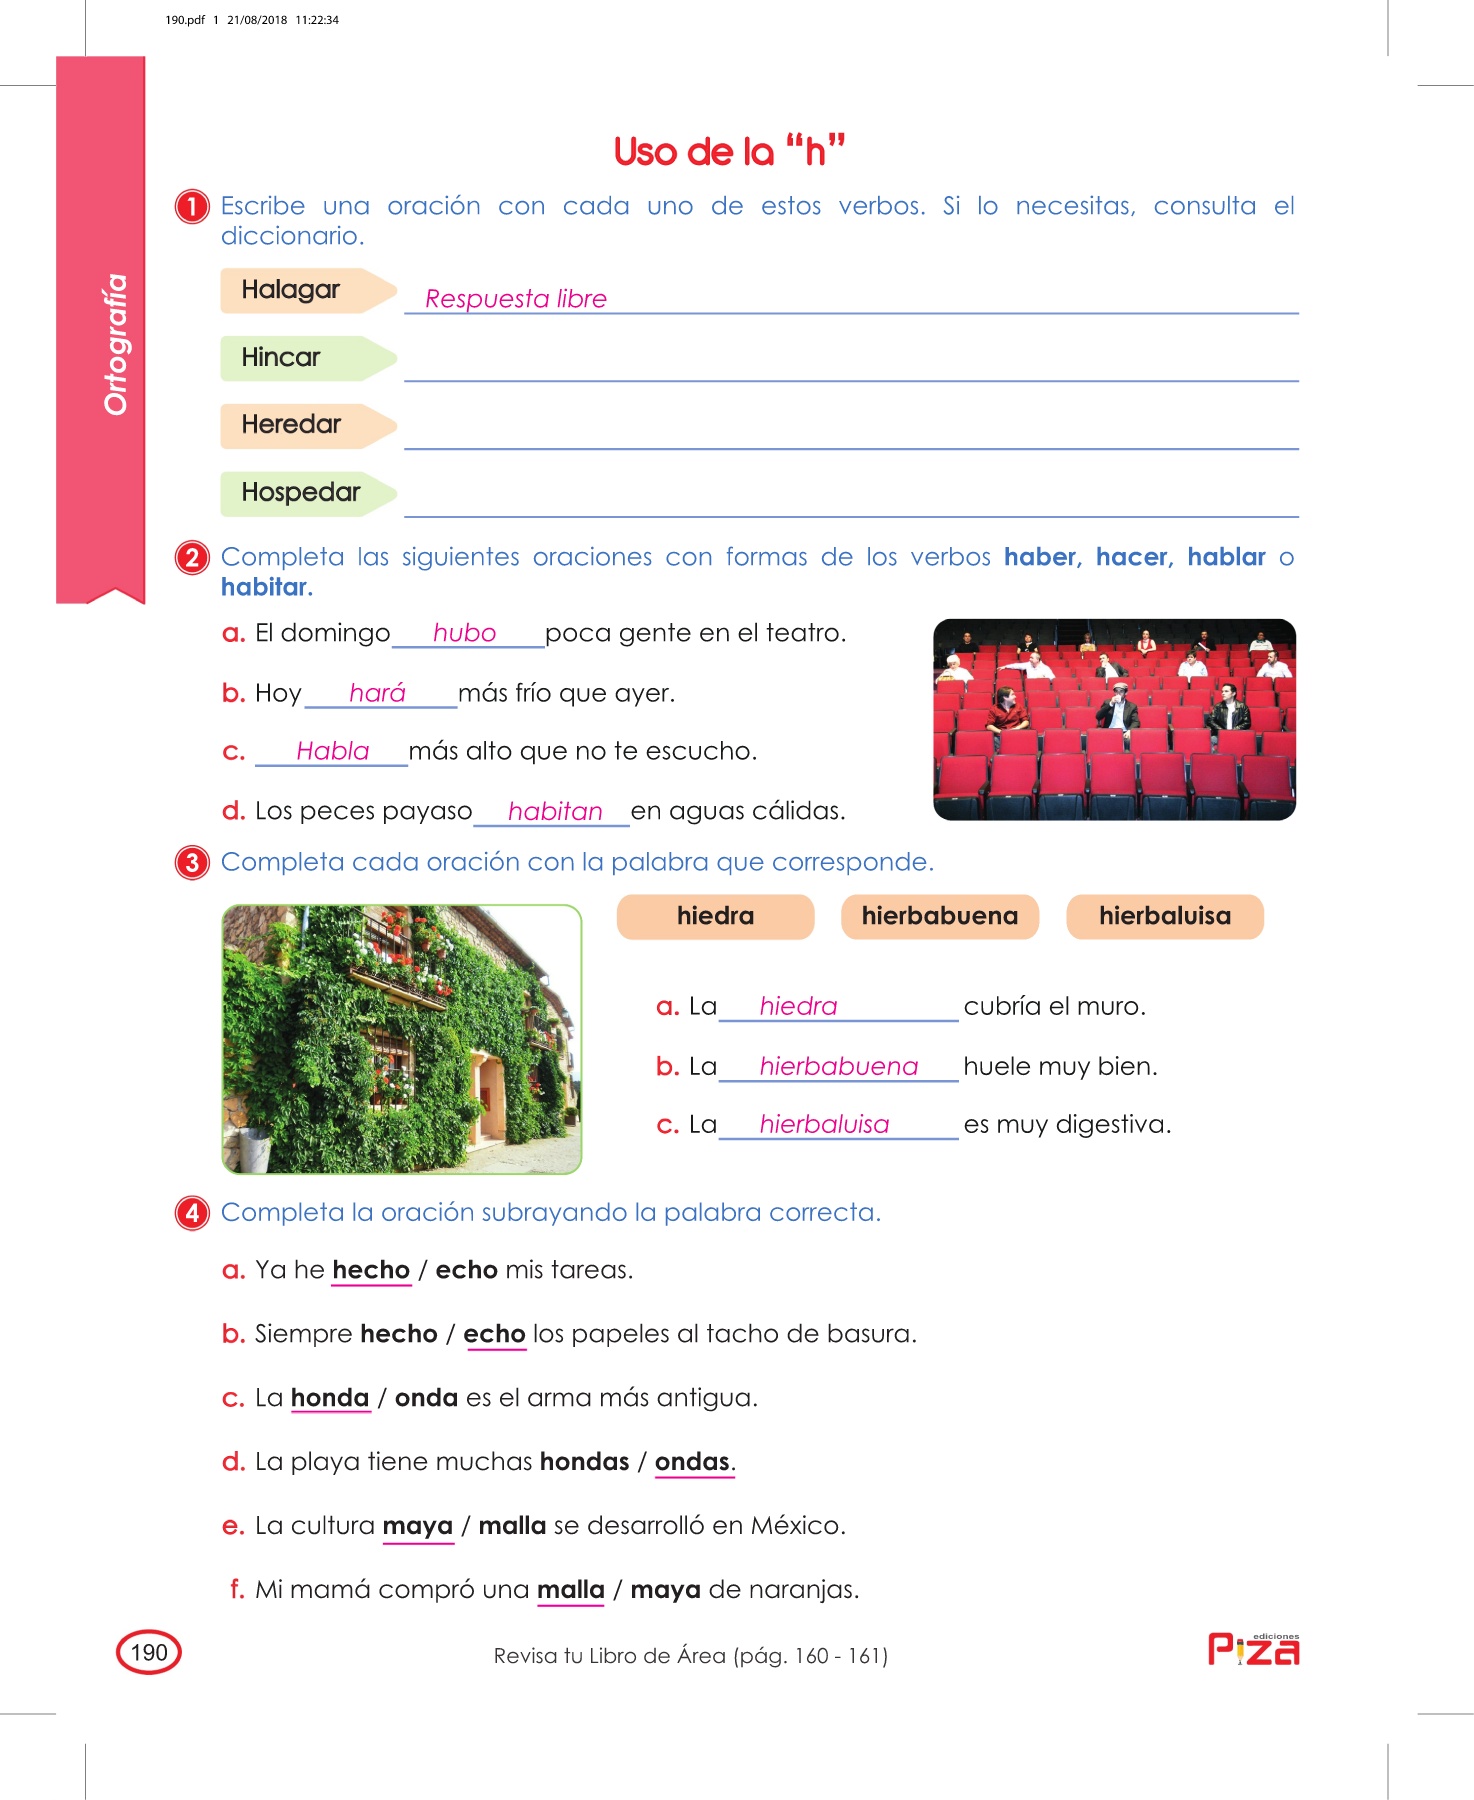 190.pdf 1 21/08/2018 11:22:34
Ortografía
Uso de la “h”
1 Escribe una oración con cada uno de estos verbos. Si lo necesitas, consulta el
diccionario.
Halagar Respuesta libre
Hincar
Heredar
Hospedar
2 Completa las siguientes oraciones con formas de los verbos haber, hacer, hablar o
habitar.
a. El domingo hubo poca gente en el teatro.
b. Hoy hará más frío que ayer.
c. Habla más alto que no te escucho.
d. Los peces payaso habitan en aguas cálidas.
3 Completa cada oración con la palabra que corresponde.
hiedra hierbabuena hierbaluisa
a. La hiedra cubría el muro.
b. La hierbabuena huele muy bien.
c. La hierbaluisa es muy digestiva.
4 Completa la oración subrayando la palabra correcta.
a. Ya he hecho / echo mis tareas.
b. Siempre hecho / echo los papeles al tacho de basura.
c. La honda / onda es el arma más antigua.
d. La playa tiene muchas hondas / ondas.
e. La cultura maya / malla se desarrolló en México.
f. Mi mamá compró una malla / maya de naranjas.
190
Revisa tu Libro de Área (pág. 160 - 161)
ediciones
Piza